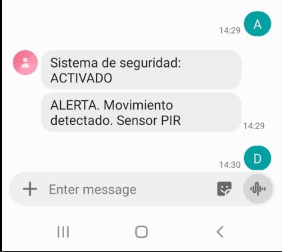 14:29 A
Sistema de seguridad:
ACTIVADO
ALERTA. Movimiento
detectado. Sensor PIR
14:29
14:30 D
Enter message